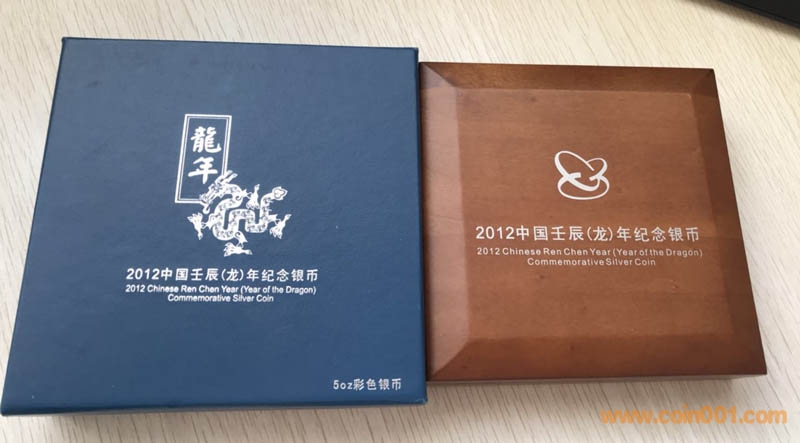 龍年
2012中国壬辰(龙)年纪念银币
2012 Chinese Ren Chen Year (Year of the Dragon)
Commemorative Silver Coin
5oz彩色银币
2012中国壬辰(龙)年纪念银币
2012 Chinese Ren Chen Year (Year of the Dragon)
Commemorative Silver Coin
www.coin001.com